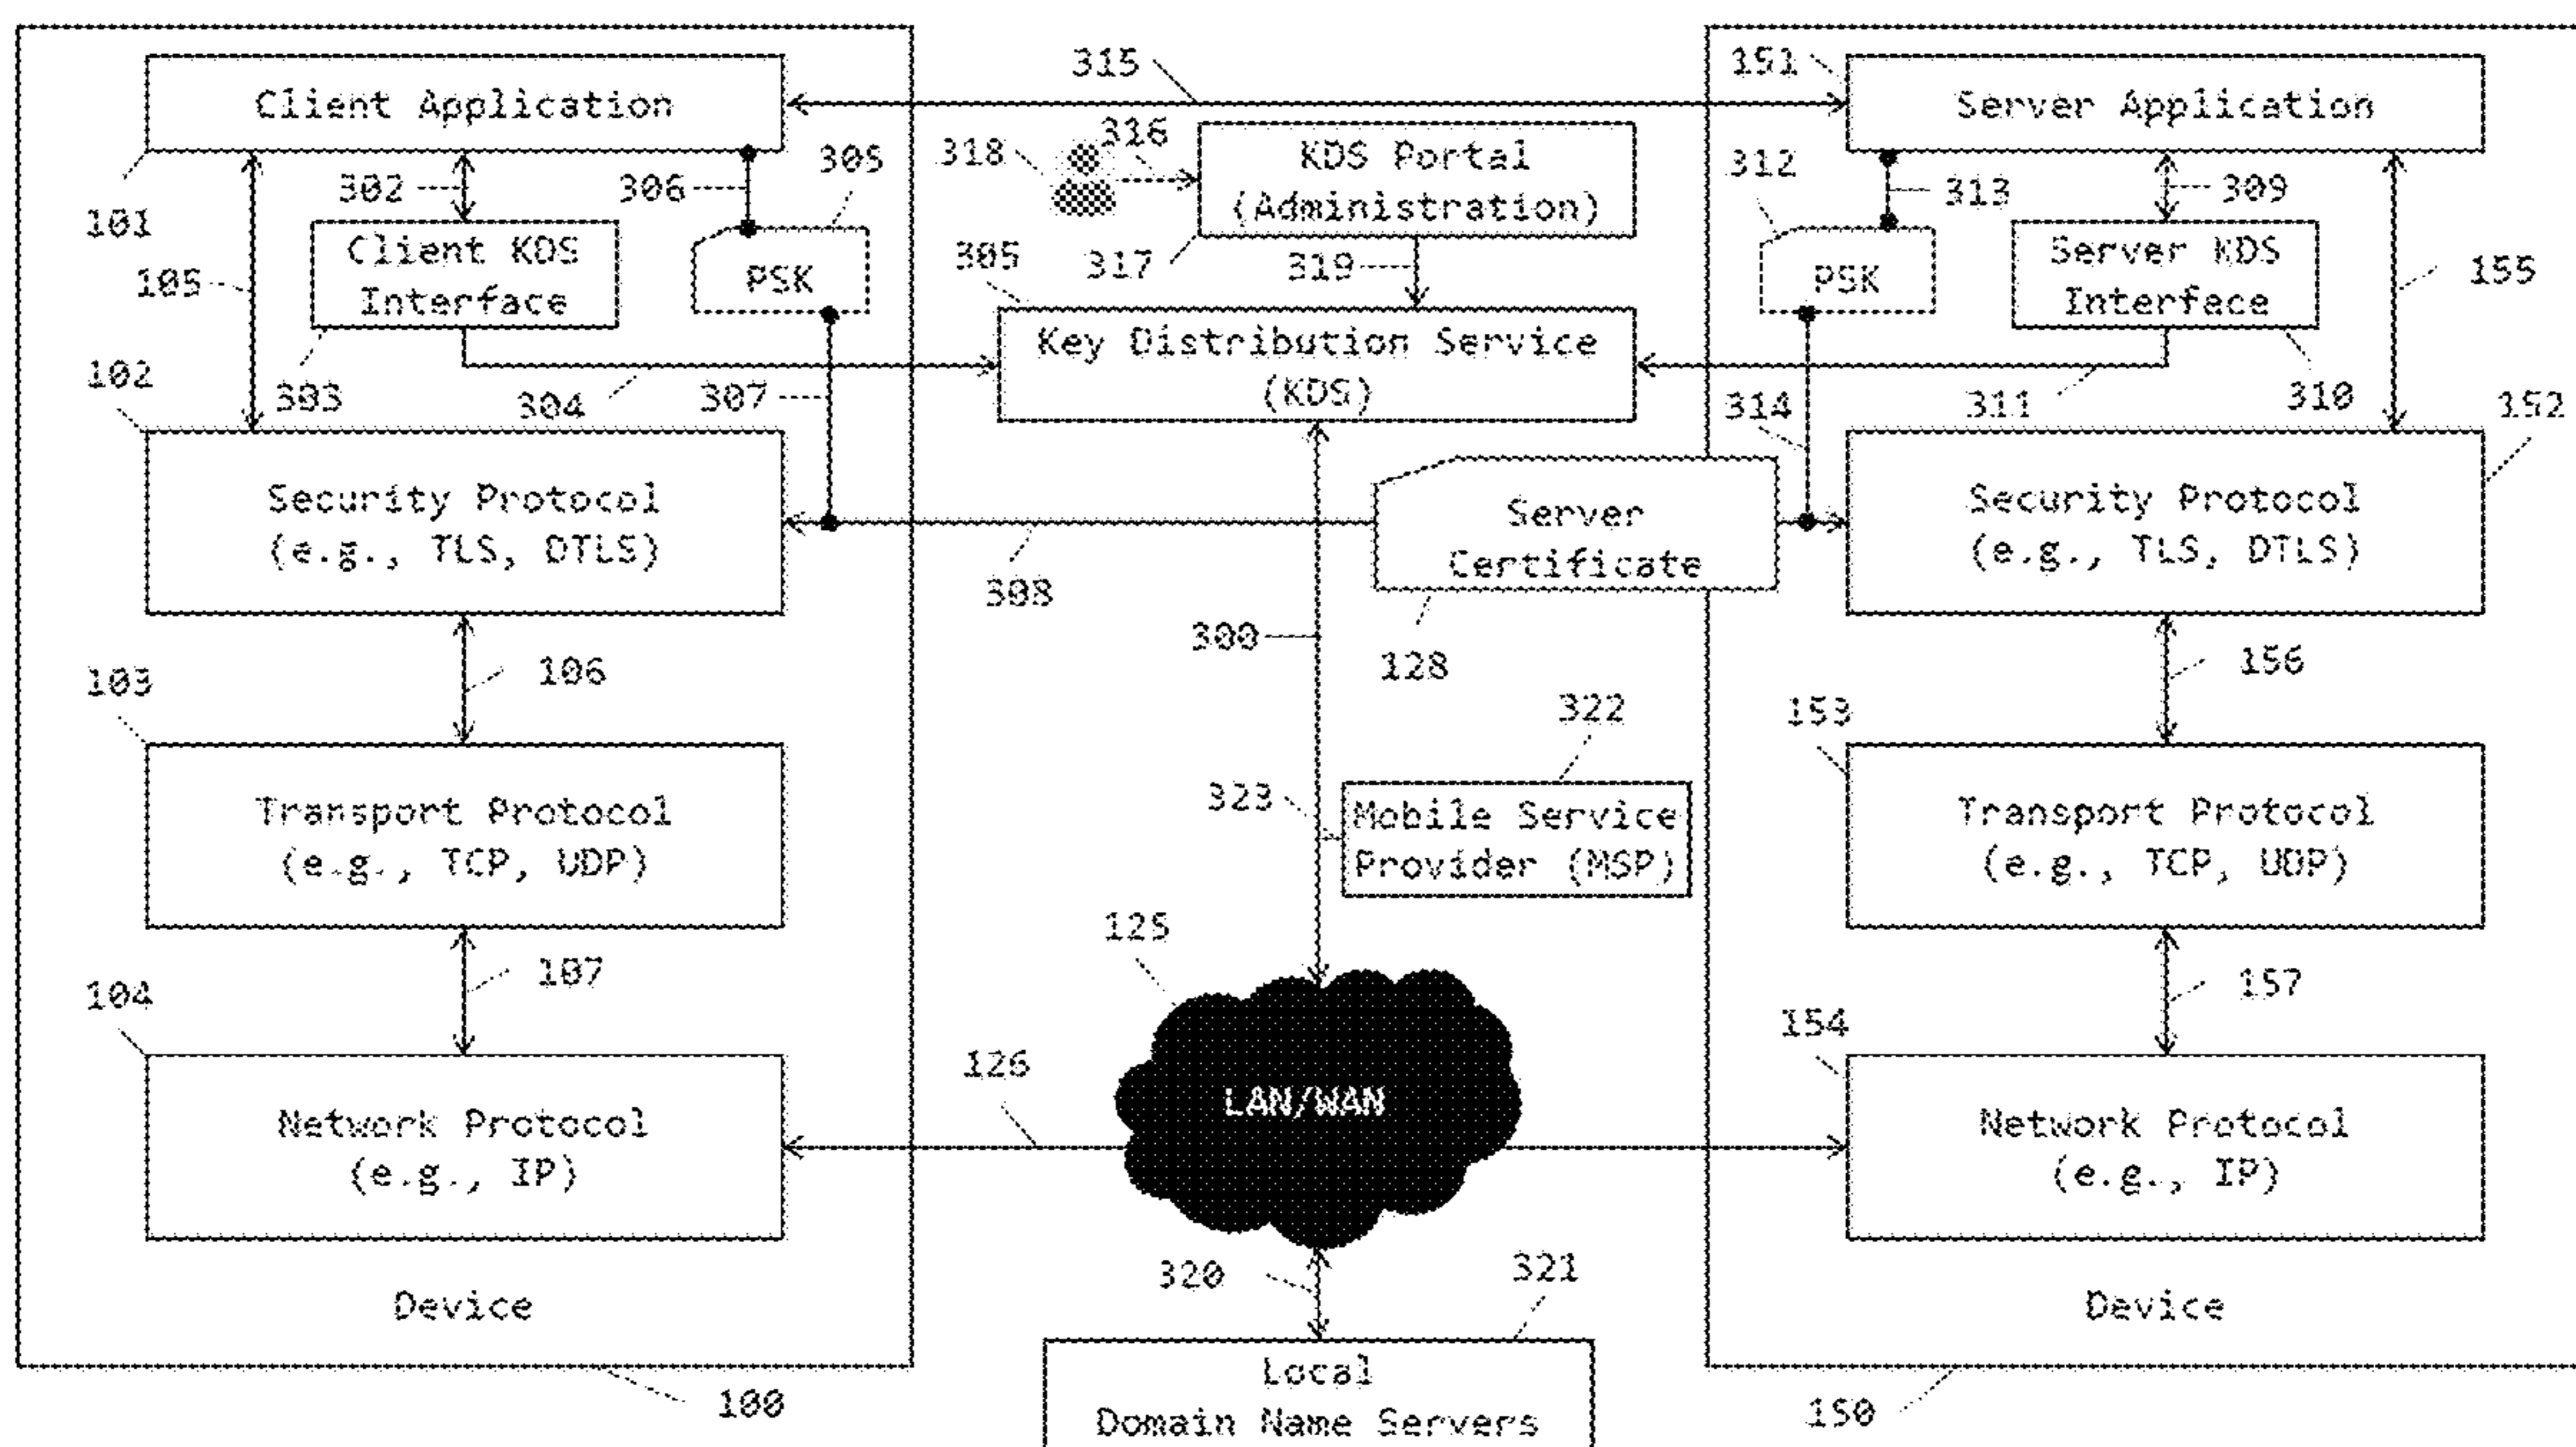 315
151
Client Application
Server Application
318
316
KDS Portal
(Administration)
312
302
306
305
313
309
101
105
Client KDS
Interface
PSK
305
317
319
PSK
Server KDS
Interface
155
102
303
304
307
Key Distribution Service
(KDS)
314
311
310
152
Security Protocol
(e.g., TLS, DTLS)
Server
Certificate
Security Protocol
(e.g., TLS, DTLS)
308
300
128
106
156
103
322
153
Transport Protocol
(e.g., TCP, UDP)
323
Mobile Service
Provider (MSP)
Transport Protocol
(e.g., TCP, UDP)
125
107
157
104
154
126
LAN/WAN
Network Protocol
(e.g., IP)
Network Protocol
(e.g., IP)
320
321
Device
Device
Local
Domain Name Servers
100
150